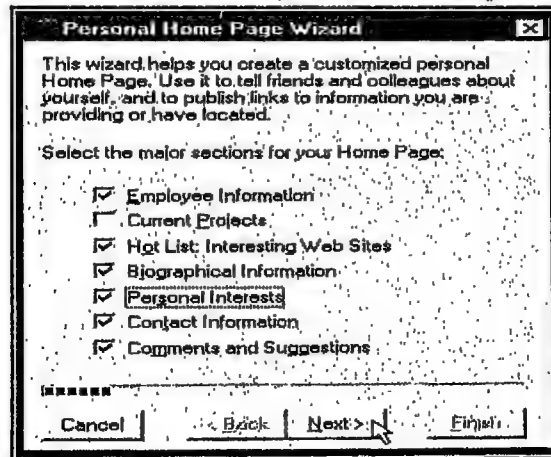 Personal Home Page Wizard
This wizard helps you create a customized personal
Home Page. Use it to tell friends and colleagues about
yourself, and to publish links to information you are
providing or have located.
Select the major sections for your Home Page:
Employee Information
Current Projects
Hot List: Interesting Web Sites
Biographical Information
Personal Interests
Contact Information
Comments and Suggestions
Cancel < Back Next > Finish